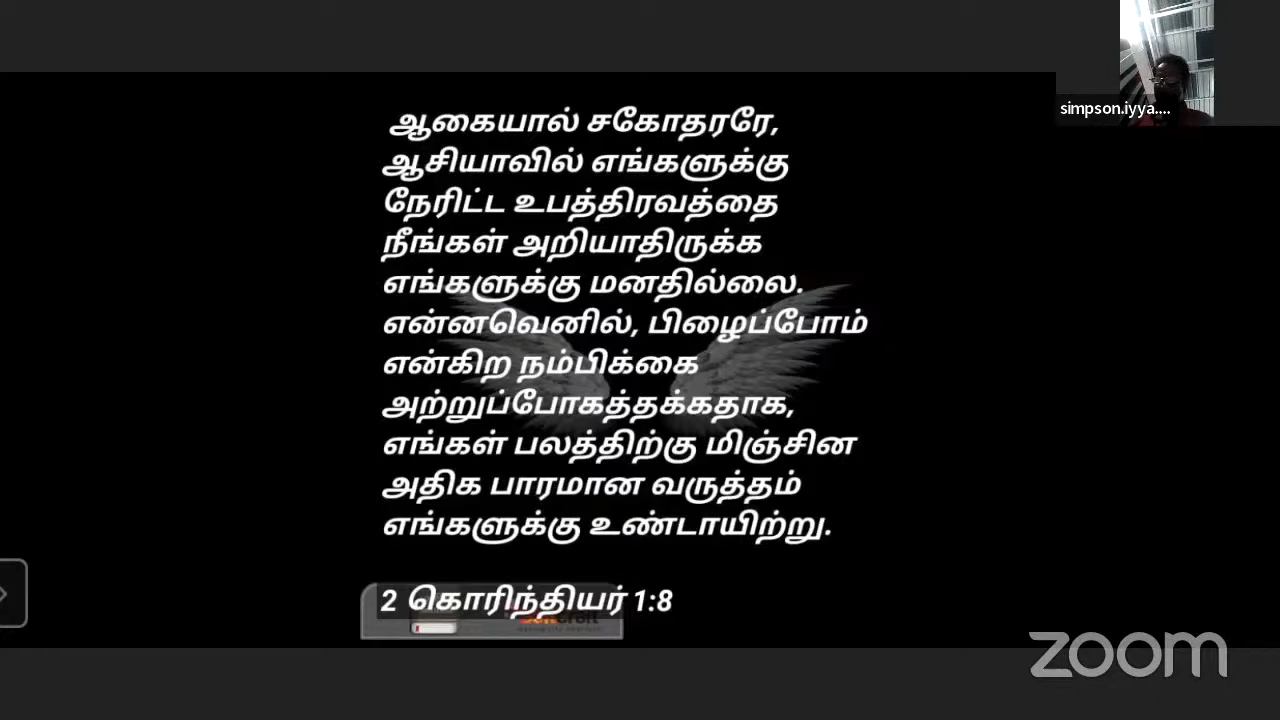 simpson.iyya....
ஆகையால் சகோதரரே,
ஆசியாவில் எங்களுக்கு
நேரிட்ட உபத்திரவத்தை
நீங்கள் அறியாதிருக்க
எங்களுக்கு மனதில்லை.
என்னவெனில், பிழைப்போம்
என்கிற நம்பிக்கை
அற்றுப்போகத்தக்கதாக,
எங்கள் பலத்திற்கு மிஞ்சின
அதிக பாரமான வருத்தம்
எங்களுக்கு உண்டாயிற்று.
2 கொரிந்தியர் 1:8
zoom